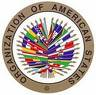 ORGANIZATION OF AMERICAN STATES